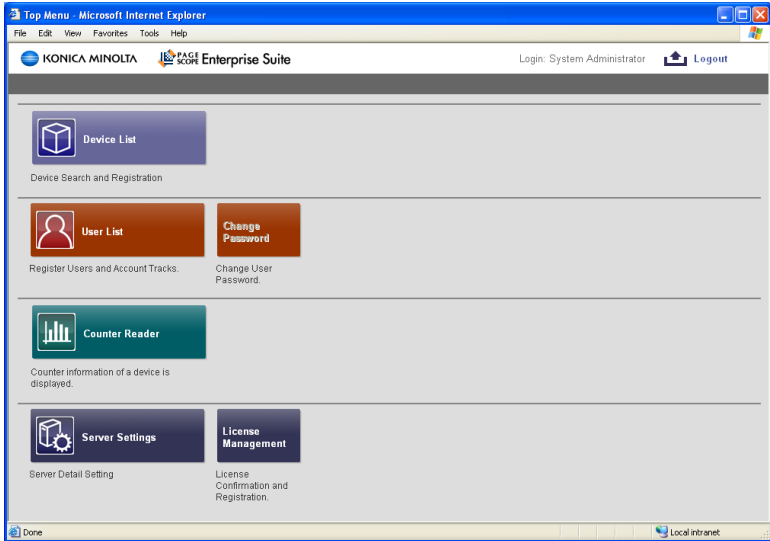 Top Menu - Microsoft Internet Explorer
File Edit View Favorites Tools Help
KONICA MINOLTA PAGE SCOPE Enterprise Suite Login: System Administrator Logout
Device List
Device Search and Registration
User List
Change
Password
Register Users and Account Tracks.
Change User
Password.
Counter Reader
Counter information of a device is
displayed.
Server Settings
License
Management
Server Detail Setting
License
Confirmation and
Registration.
Done Local intranet